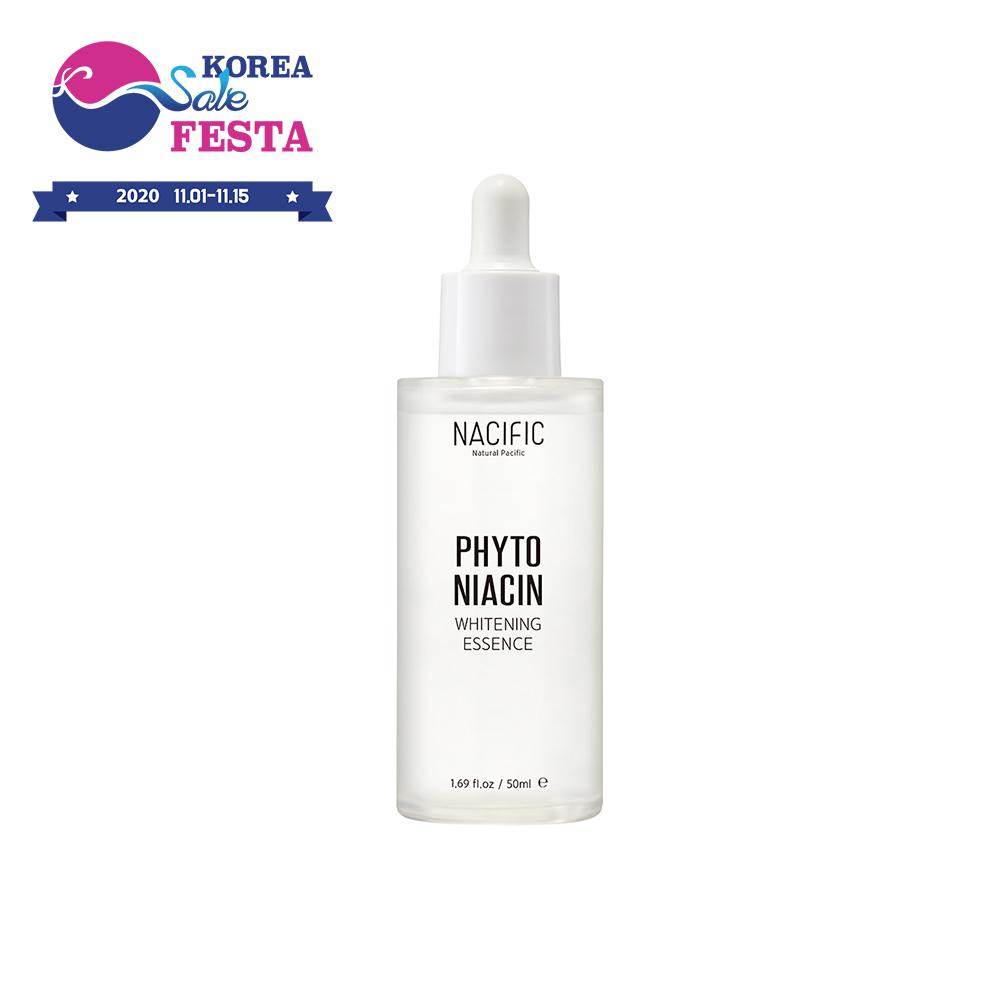 KOREA
Sale
FESTA
2020 11.01-11.15
NACIFIC
Natural Pacific
PHYTO
NIACIN
WHITENING
ESSENCE
1.69 fl.oz / 50ml ℮